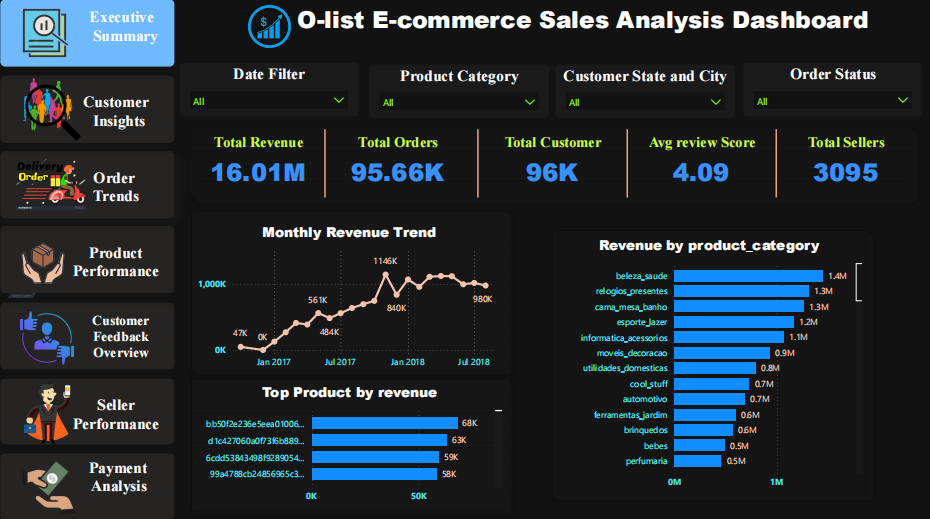 Executive
Summary
O-list E-commerce Sales Analysis Dashboard
Customer
Insights
Delivery
Order
Order
Trends
Product
Performance
Customer
Feedback
Overview
Seller
Performance
Payment
Analysis
Date Filter
All
Product Category
All
Customer State and City
All
Order Status
All
Total Revenue
16.01M
Total Orders
95.66K
Total Customer
96K
Avg review Score
4.09
Total Sellers
3095
Monthly Revenue Trend
1,000K
0K
47K
0K
561K
484K
1146K
840K
980K
Jan 2017
Jul 2017
Jan 2018
Jul 2018
Top Product by revenue
bb50f2e236e5eea01006... 68K
d1c427060a0f73f6b889... 63K
6cdd53843498f9289054... 59K
99a4788cb24856965c3... 58K
0K
50K
Revenue by product_category
beleza_saude 1.4M
relogios_presentes 1.3M
cama_mesa_banho 1.3M
esporte_lazer 1.2M
informatica_acessorios 1.1M
moveis_decoracao 0.9M
utilidades_domesticas 0.8M
cool_stuff 0.7M
automotivo 0.7M
ferramentas_jardim 0.6M
brinquedos 0.6M
bebes 0.5M
perfumaria 0.5M
0M
1M